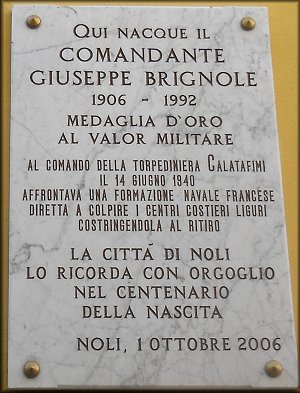 QUI NACQUE IL
COMANDANTE
GIUSEPPE BRIGNOLE
1906 - 1992
MEDAGLIA D'ORO
AL VALOR MILITARE
AL COMANDO DELLA TORPEDINIERA CALATAFIMI
IL 14 GIUGNO 1940
AFFRONTAVA UNA FORMAZIONE NAVALE FRANCESE
DIRETTA A COLPIRE I CENTRI COSTIERI LIGURI
COSTRINGENDOLA AL RITIRO
LA CITTÁ DI NOLI
LO RICORDA CON ORGOGLIO
NEL CENTENARIO
DELLA NASCITA
NOLI, 1 OTTOBRE 2006